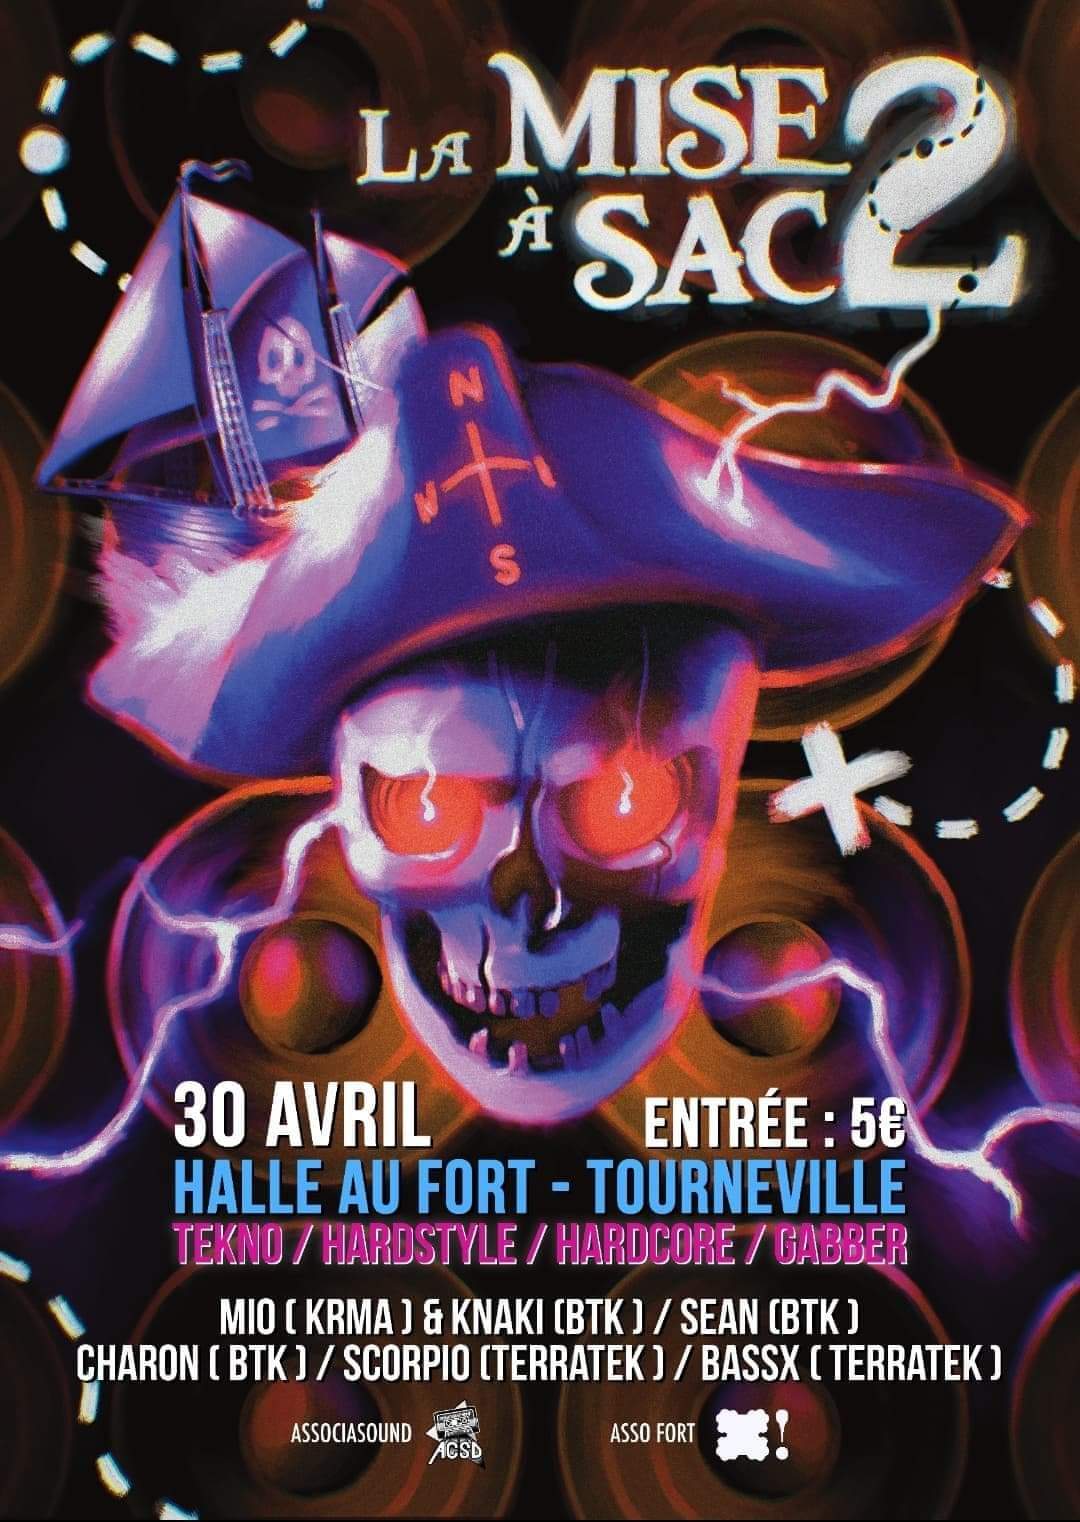 LA MISE
À SAC 2
N
S
30 AVRIL
ENTRÉE : 5€
HALLE AU FORT - TOURNEVILLE
TEKNO / HARDSTYLE / HARDCORE / GABBER
MIO ( KRMA ) & KNAKI (BTK ) / SEAN (BTK )
CHARON ( BTK ) / SCORPIO (TERRATEK ) / BASSX ( TERRATEK )
ASSOCIASOUND
ACSD
ASSO FORT
!